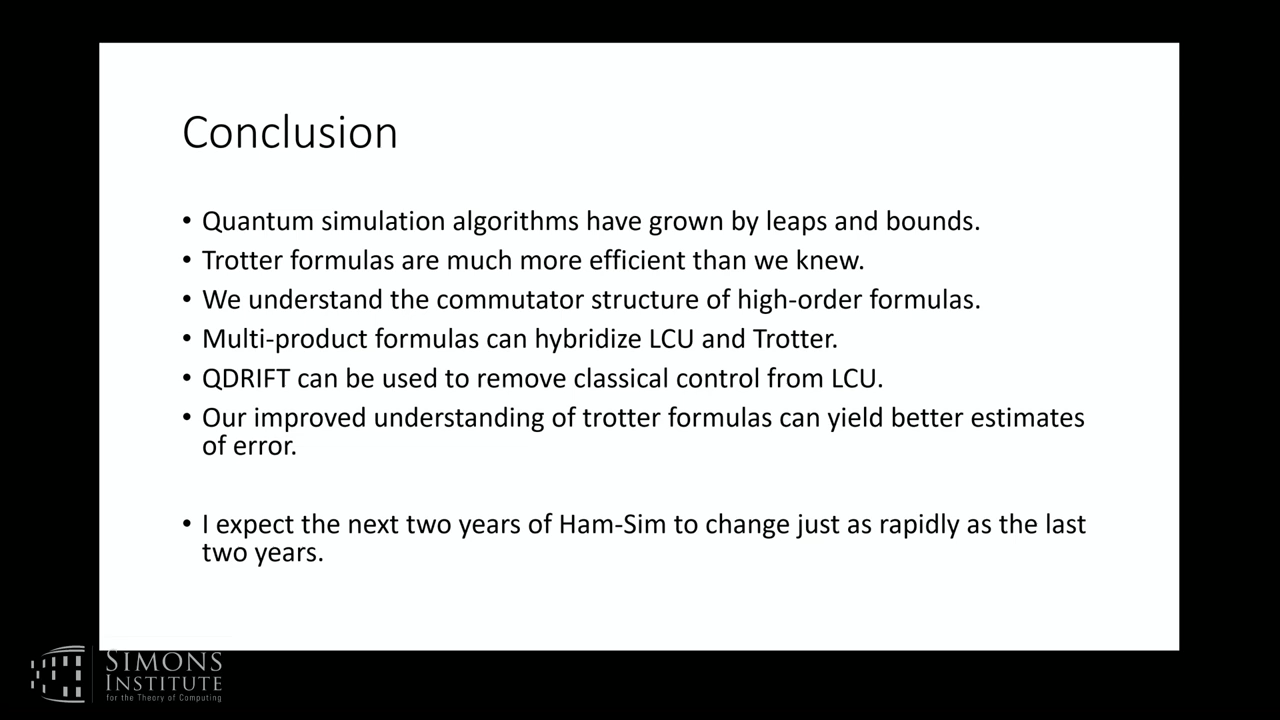 Conclusion
• Quantum simulation algorithms have grown by leaps and bounds.
• Trotter formulas are much more efficient than we knew.
• We understand the commutator structure of high-order formulas.
• Multi-product formulas can hybridize LCU and Trotter.
• QDRIFT can be used to remove classical control from LCU.
• Our improved understanding of trotter formulas can yield better estimates
of error.
• I expect the next two years of Ham-Sim to change just as rapidly as the last
two years.
SIMONS
INSTITUTE
for the Theory of Computing